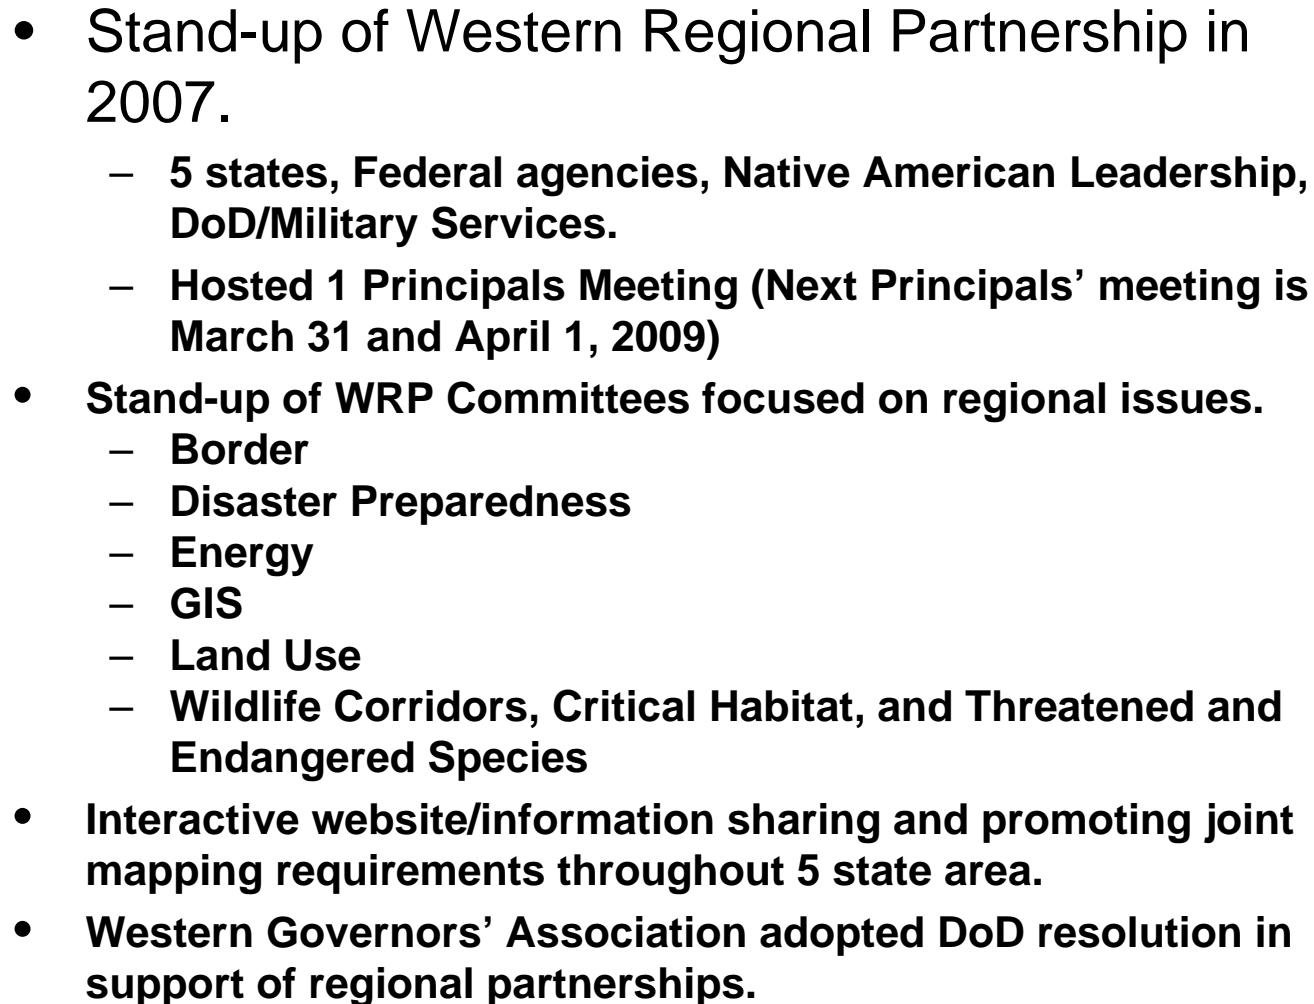 • Stand-up of Western Regional Partnership in
2007.
– 5 states, Federal agencies, Native American Leadership,
DoD/Military Services.
– Hosted 1 Principals Meeting (Next Principals’ meeting is
March 31 and April 1, 2009)
• Stand-up of WRP Committees focused on regional issues.
– Border
– Disaster Preparedness
– Energy
– GIS
– Land Use
– Wildlife Corridors, Critical Habitat, and Threatened and
Endangered Species
• Interactive website/information sharing and promoting joint
mapping requirements throughout 5 state area.
• Western Governors’ Association adopted DoD resolution in
support of regional partnerships.